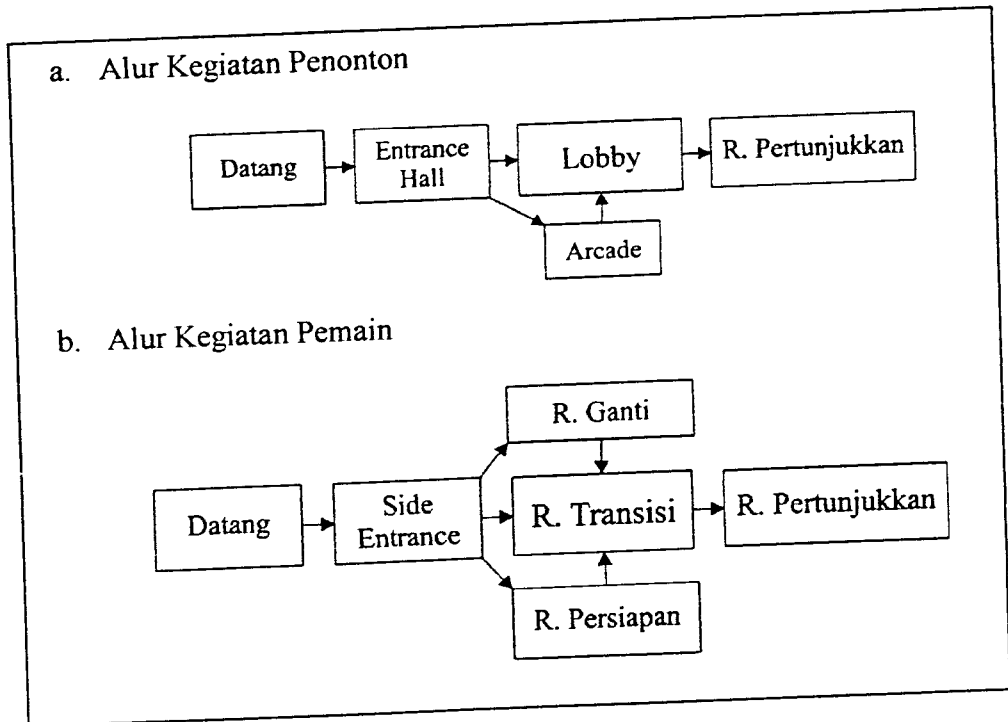 a. Alur Kegiatan Penonton
Datang
Entrance
Hall
Lobby
R. Pertunjukkan
Arcade
b. Alur Kegiatan Pemain
R. Ganti
Datang
Side
Entrance
R. Transisi
R. Pertunjukkan
R. Persiapan